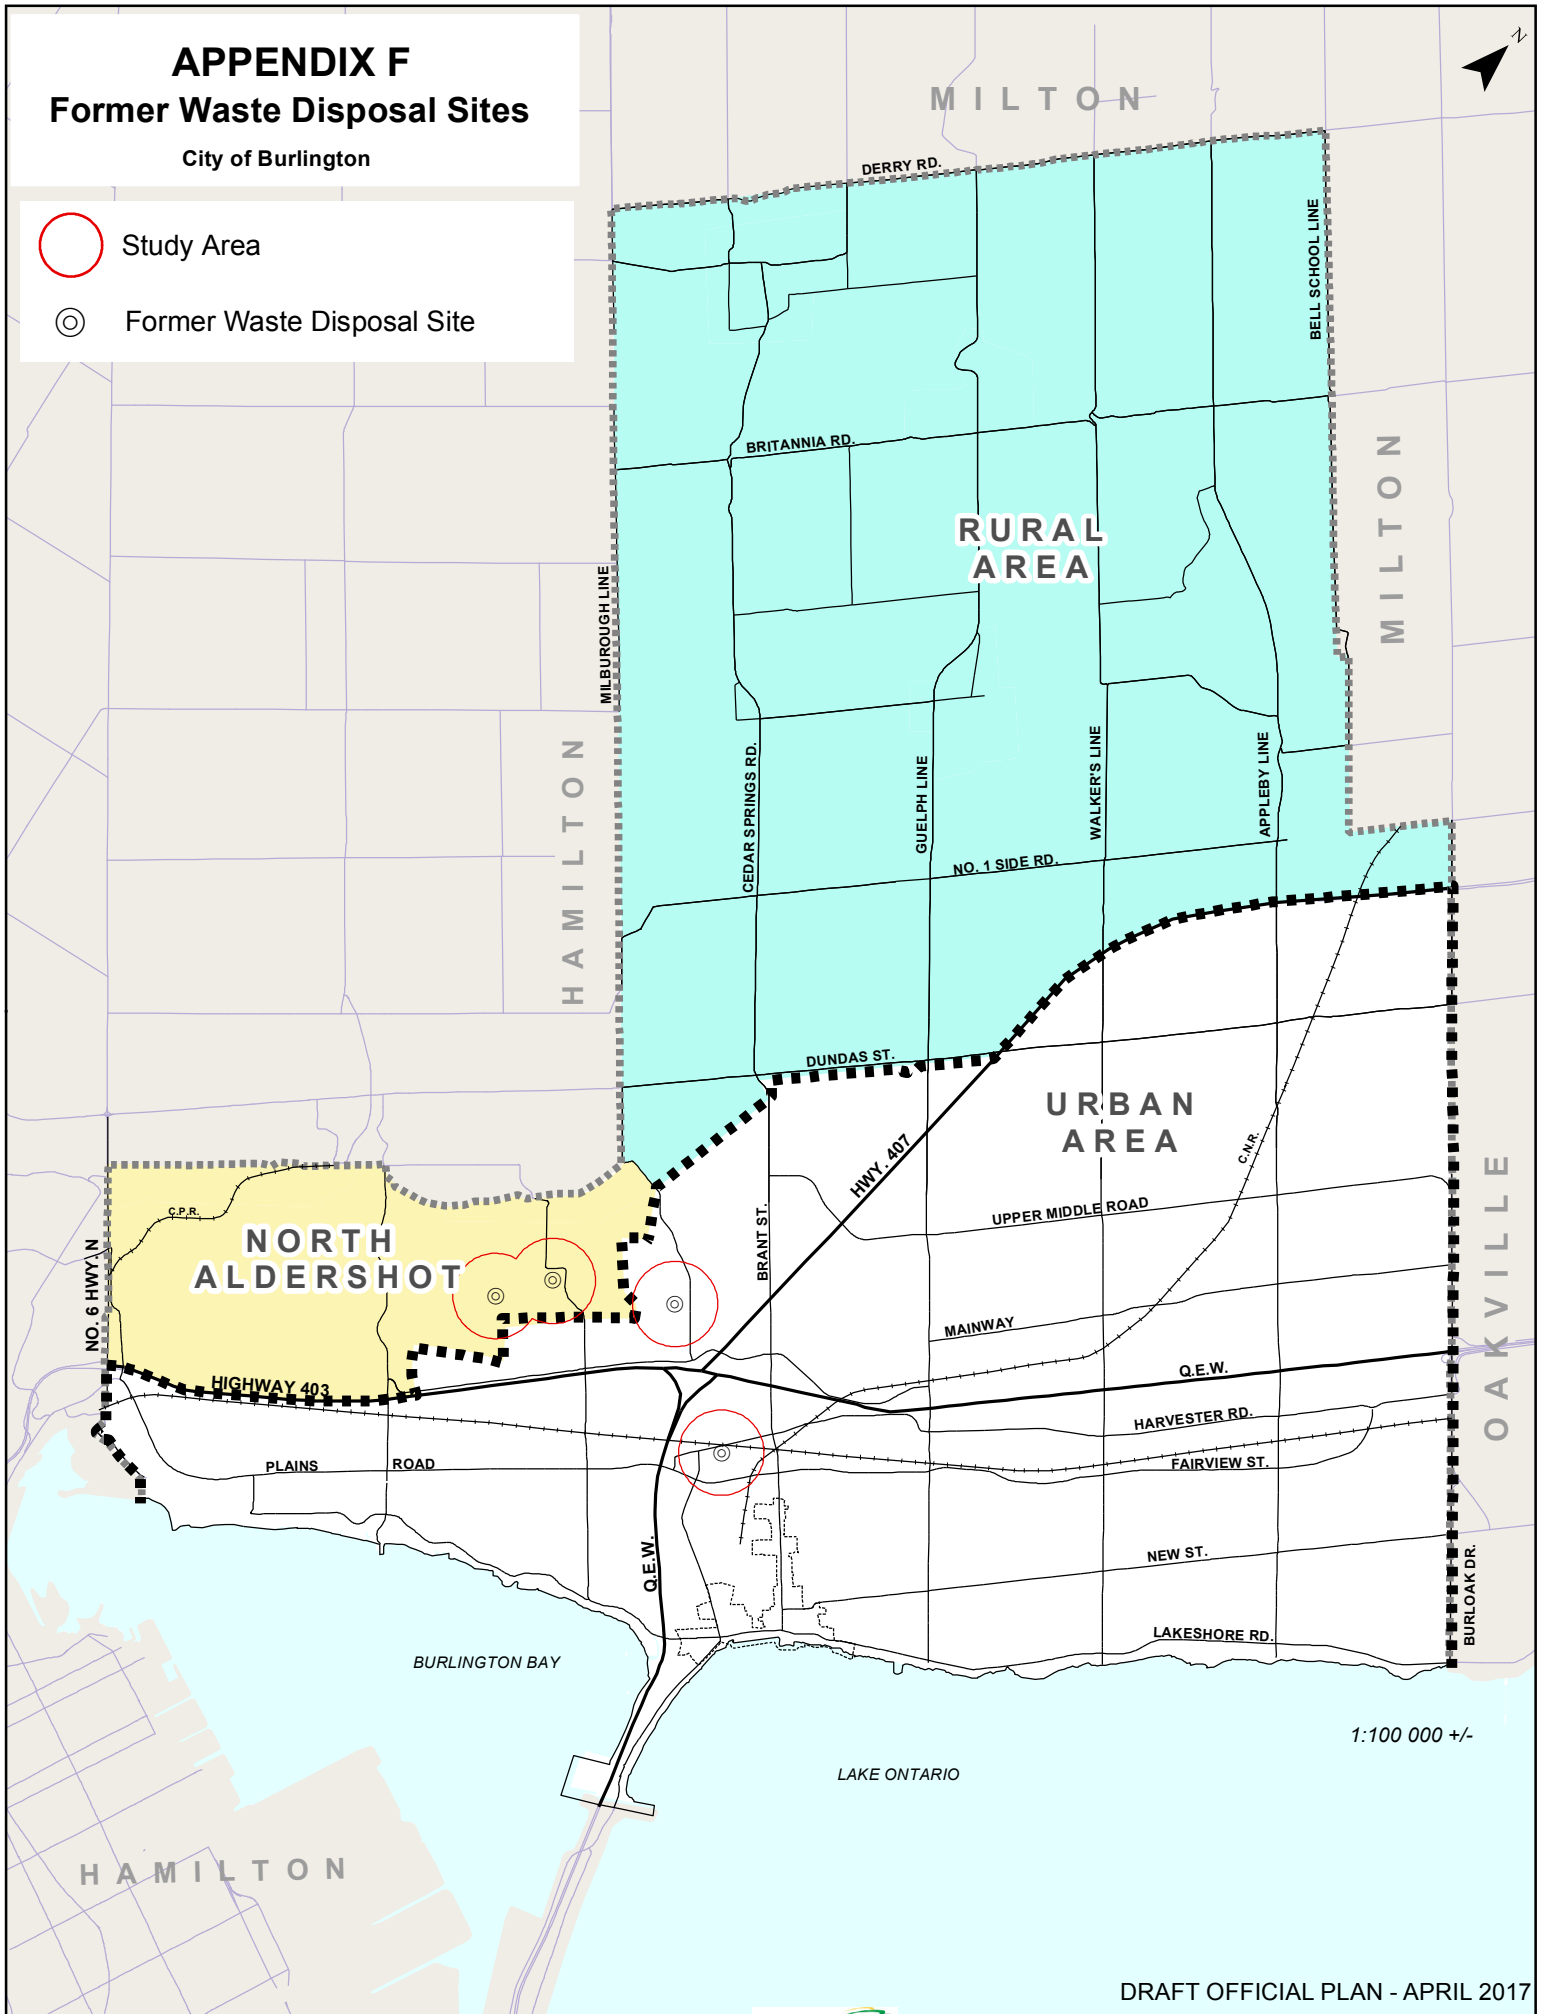 APPENDIX F
Former Waste Disposal Sites
City of Burlington
Study Area
Former Waste Disposal Site
N
MILTON
DERRY RD.
BELL SCHOOL LINE
BRITANNIA RD.
MILTON
RURAL
AREA
MILBUROUGH LINE
HAMILTON
CEDAR SPRINGS RD.
GUELPH LINE
WALKER'S LINE
APPLEBY LINE
NO. 1 SIDE RD.
DUNDAS ST.
URBAN
AREA
HWY. 407
C.N.R.
OAKVILLE
C.P.R.
NORTH
ALDERSHOT
NO. 6 HWY. N
BRANT ST.
UPPER MIDDLE ROAD
MAINWAY
HIGHWAY 403
Q.E.W.
HARVESTER RD.
PLAINS ROAD
FAIRVIEW ST.
Q.E.W.
NEW ST.
BURLOAK DR.
LAKESHORE RD.
BURLINGTON BAY
1:100 000 +/-
LAKE ONTARIO
HAMILTON
DRAFT OFFICIAL PLAN - APRIL 2017